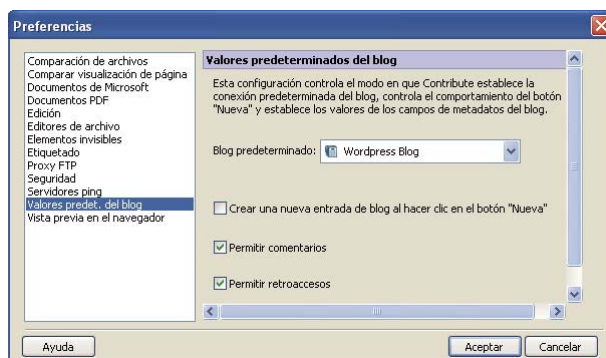 Preferencias
Comparación de archivos
Comparar visualización de página
Documentos de Microsoft
Documentos PDF
Edición
Editores de archivo
Elementos invisibles
Etiquetado
Proxy FTP
Seguridad
Servidores ping
Valores predet. del blog
Vista previa en el navegador
Valores predeterminados del blog
Esta configuración controla el modo en que Contribute establece la
conexión predeterminada del blog, controla el comportamiento del botón
"Nueva" y establece los valores de los campos de metadatos del blog.
Blog predeterminado: Wordpress Blog
Crear una nueva entrada de blog al hacer clic en el botón "Nueva"
Permitir comentarios
Permitir retroaccesos
Ayuda Aceptar Cancelar